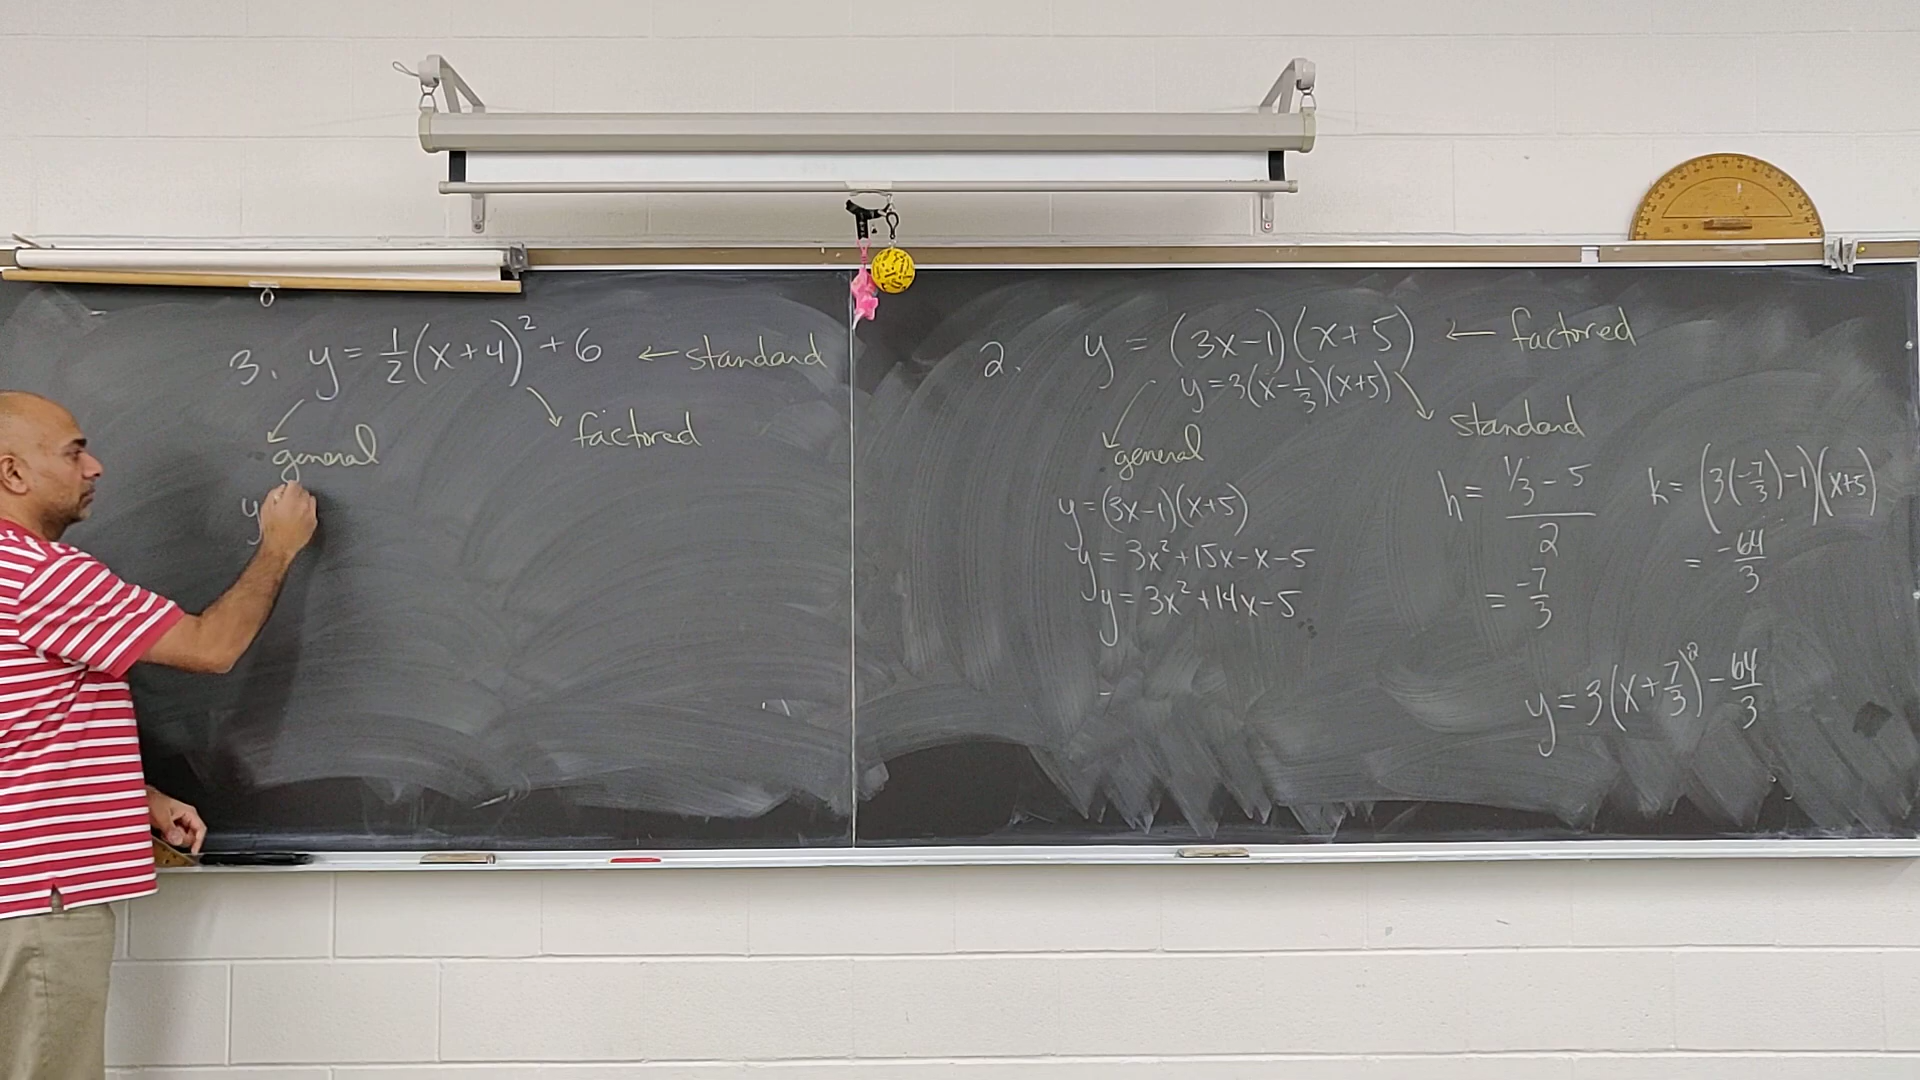 3. y = 1/2 (x+4)² + 6 ← standard
general
factored
y
2. y = (3x-1)(x+5) ← factored
y = 3(x - 1/3)(x+5)
general
y = (3x-1)(x+5)
y = 3x² + 15x - x - 5
y = 3x² + 14x - 5
standard
h = (1/3 - 5)/2
= -7/3
k = (3(-7/3) - 1)(x+5)
= -64/3
y = 3(x + 7/3)² - 64/3